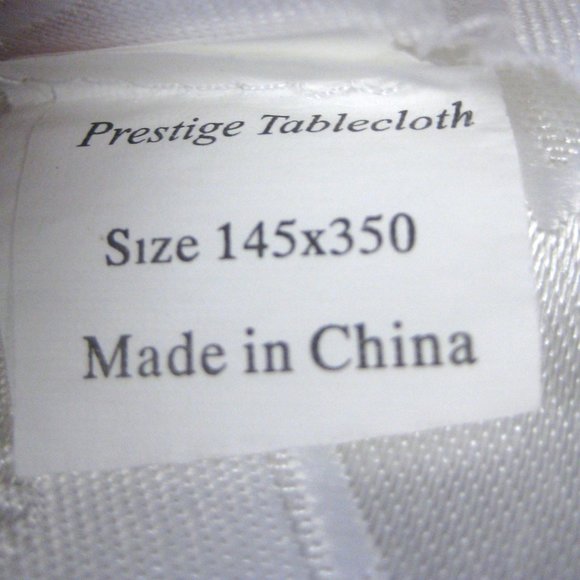 Prestige Tablecloth
Size 145x350
Made in China